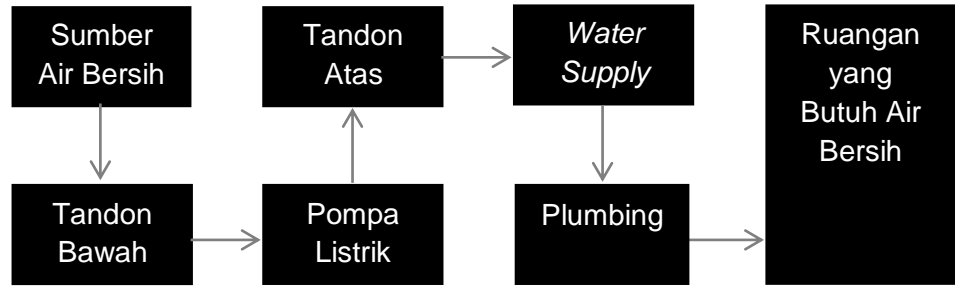 Sumber
Air Bersih
Tandon
Bawah
Pompa
Listrik
Tandon
Atas
Water
Supply
Plumbing
Ruangan
yang
Butuh Air
Bersih